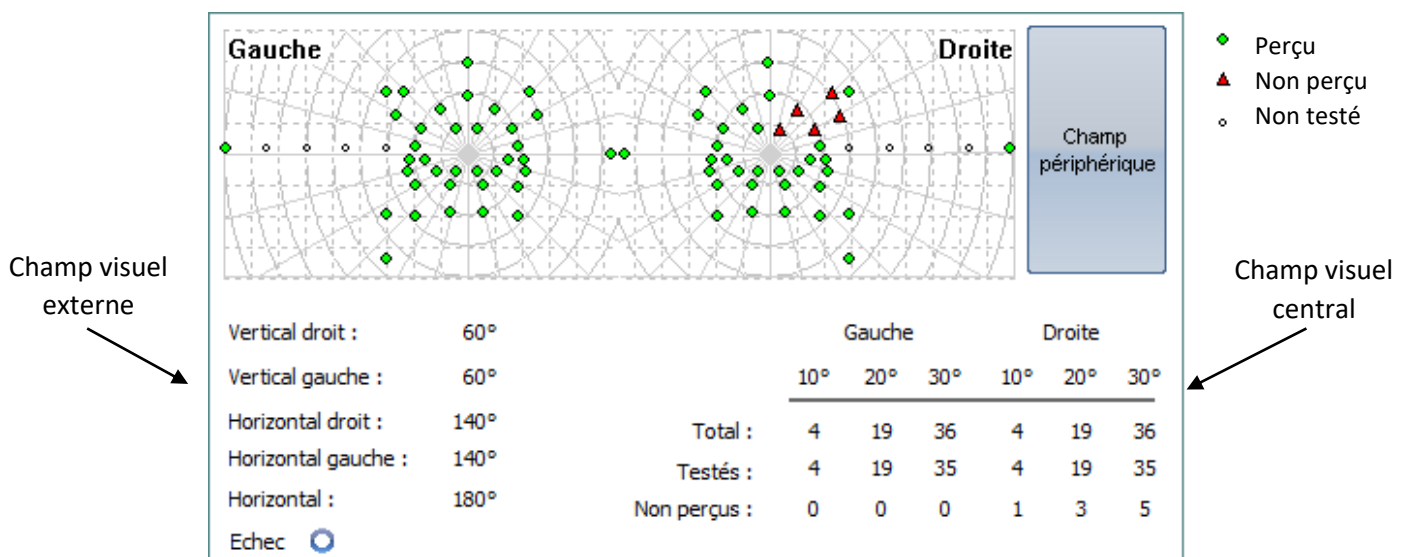 Gauche
Droite
Champ
périphérique
Perçu
Non perçu
Non testé
Champ visuel
externe
Champ visuel
central
Vertical droit : 60°
Vertical gauche : 60°
Horizontal droit : 140°
Horizontal gauche : 140°
Horizontal : 180°
Echec
Gauche Droite
10° 20° 30° 10° 20° 30°
Total : 4 19 36 4 19 36
Testés : 4 19 35 4 19 35
Non perçus : 0 0 0 1 3 5